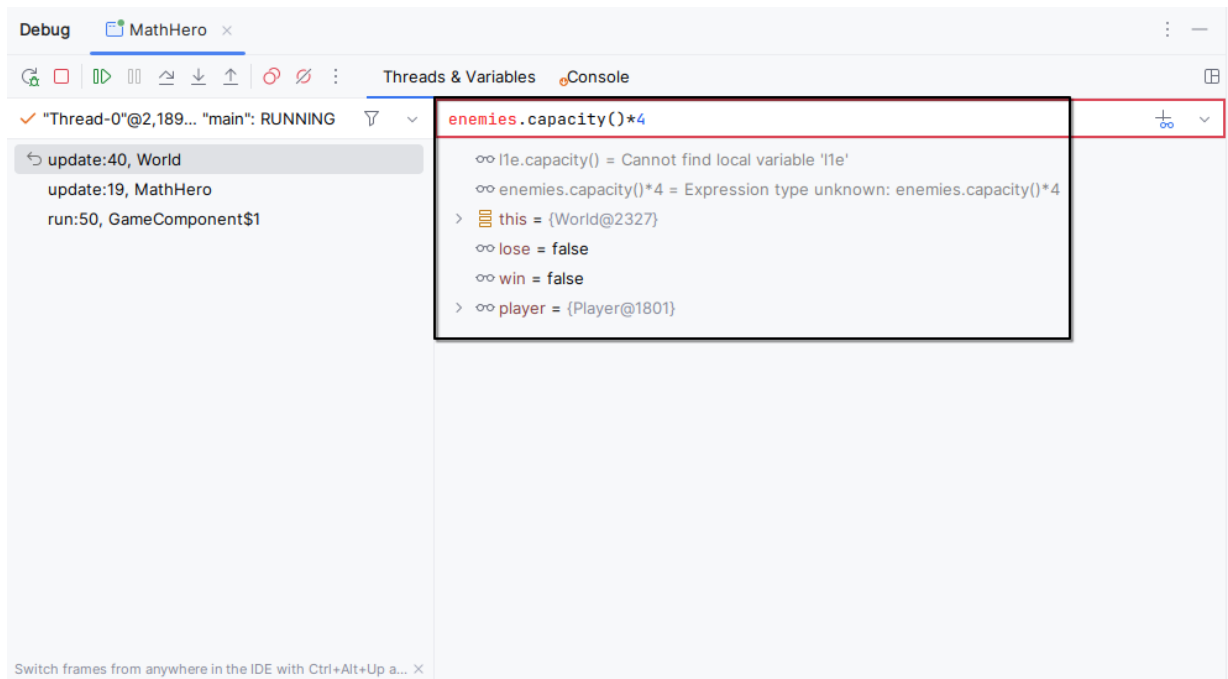 Debug MathHero
Threads & Variables Console
"Thread-0"@2,189... "main": RUNNING
enemies.capacity()*4
update:40, World
update:19, MathHero
run:50, GameComponent$1
l1e.capacity() = Cannot find local variable 'l1e'
enemies.capacity()*4 = Expression type unknown: enemies.capacity()*4
this = {World@2327}
lose = false
win = false
player = {Player@1801}
Switch frames from anywhere in the IDE with Ctrl+Alt+Up a...